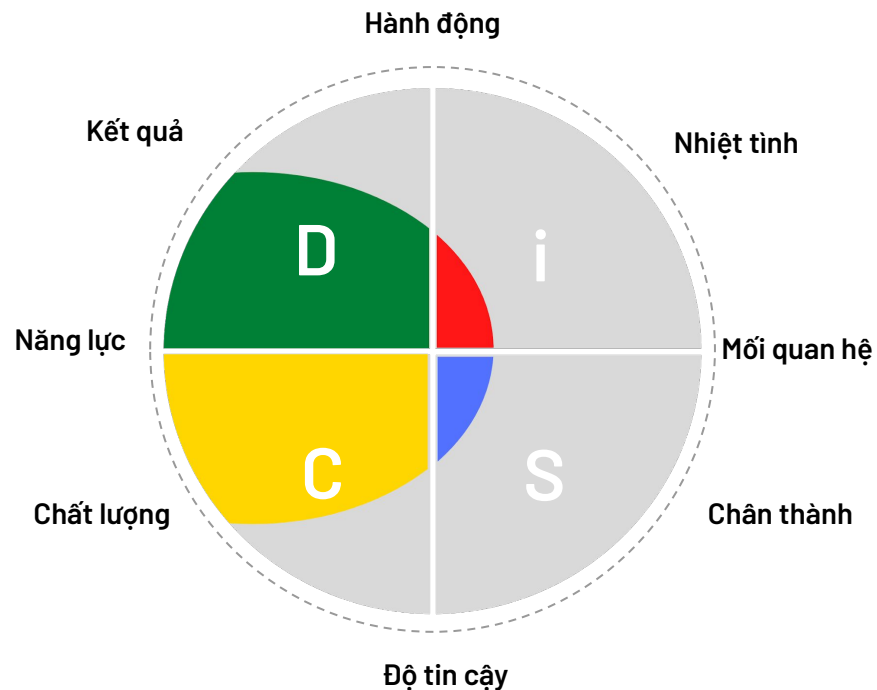 Hành động
Kết quả
Nhiệt tình
D
i
Năng lực
Mối quan hệ
C
S
Chất lượng
Chân thành
Độ tin cậy